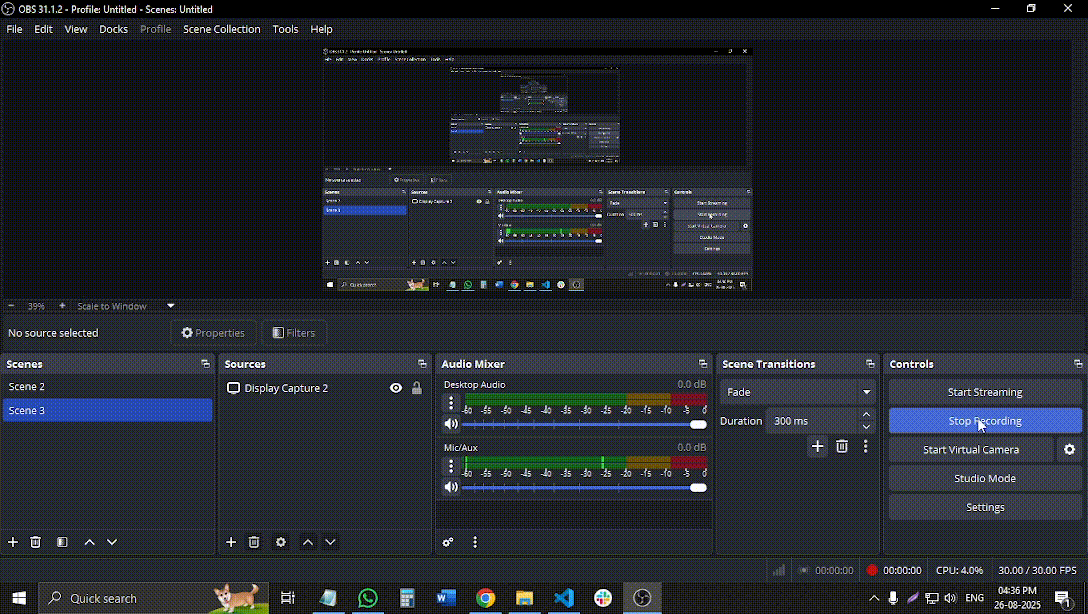 OBS 31.1.2 - Profile: Untitled - Scenes: Untitled
File Edit View Docks Profile Scene Collection Tools Help
39% Scale to Window
No source selected Properties Filters
Scenes
Scene 2
Scene 3
Sources
Display Capture 2
Audio Mixer
Desktop Audio 0.0 dB
-60 -55 -50 -45 -40 -35 -30 -25 -20 -15 -10 -5 0
Mic/Aux 0.0 dB
-60 -55 -50 -45 -40 -35 -30 -25 -20 -15 -10 -5 0
Scene Transitions
Fade
Duration 300 ms
Controls
Start Streaming
Stop Recording
Start Virtual Camera
Studio Mode
Settings
00:00:00 00:00:00 CPU: 4.0% 30.00 / 30.00 FPS
Quick search
ENG
04:36 PM
26-08-2025
1